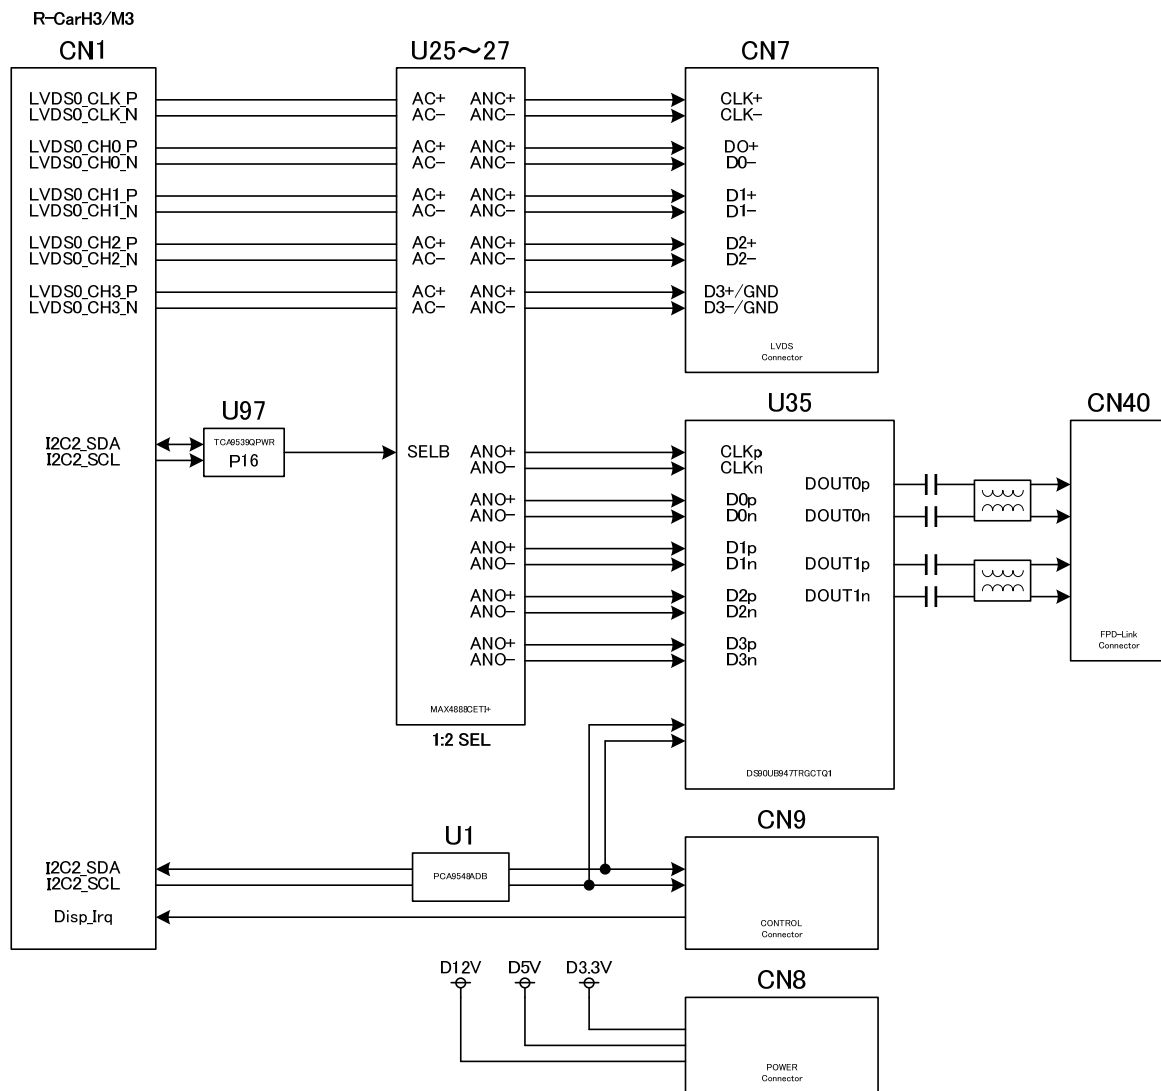 R-CarH3/M3
CN1
U25～27
CN7
LVDS0_CLK_P
AC+
ANC+
CLK+
LVDS0_CLK_N
AC-
ANC-
CLK-
LVDS0_CH0_P
AC+
ANC+
DO+
LVDS0_CH0_N
AC-
ANC-
D0-
LVDS0_CH1_P
AC+
ANC+
D1+
LVDS0_CH1_N
AC-
ANC-
D1-
LVDS0_CH2_P
AC+
ANC+
D2+
LVDS0_CH2_N
AC-
ANC-
D2-
LVDS0_CH3_P
AC+
ANC+
D3+/GND
LVDS0_CH3_N
AC-
ANC-
D3-/GND
LVDS
Connector
U97
U35
CN40
I2C2_SDA
I2C2_SCL
TCA9539QPWR
P16
SELB
ANO+
CLKp
ANO-
CLKn
DOUT0p
ANO+
D0p
ANO-
D0n
DOUT0n
ANO+
D1p
ANO-
D1n
DOUT1p
ANO+
D2p
ANO-
D2n
DOUT1n
ANO+
D3p
ANO-
D3n
FPD-Link
Connector
MAX4888CETI+
1:2 SEL
DS90UB947TRGCTQ1
U1
CN9
I2C2_SDA
I2C2_SCL
PCA9548ADB
Disp_Irq
CONTROL
Connector
D12V
D5V
D3.3V
CN8
POWER
Connector